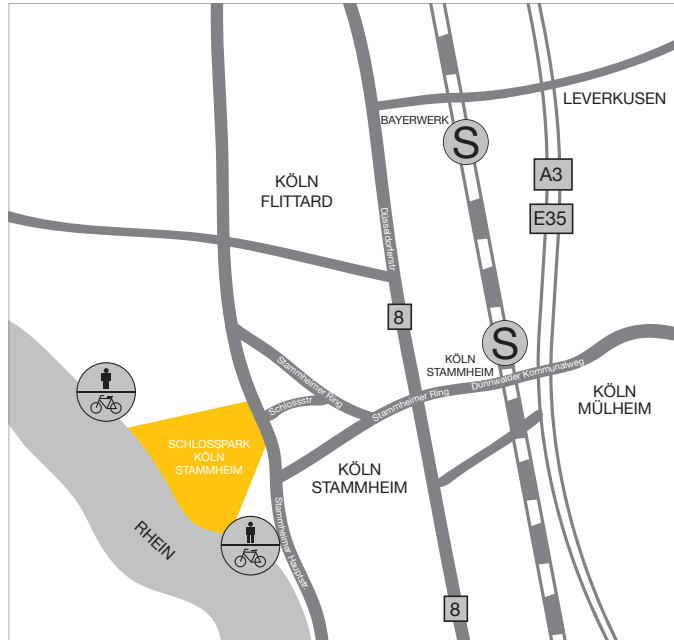 LEVERKUSEN
BAYERWERK
S
A3
KÖLN
FLITTARD
E35
Düsseldorferstr
8
S
KÖLN
STAMMHEIM
Stammheimer Ring
Dünnwalder Kommunalweg
KÖLN
MÜLHEIM
Schlossstr
Stammheimer Ring
SCHLOSSPARK
KÖLN
STAMMHEIM
KÖLN
STAMMHEIM
RHEIN
Stammheimer Hauptstr.
8